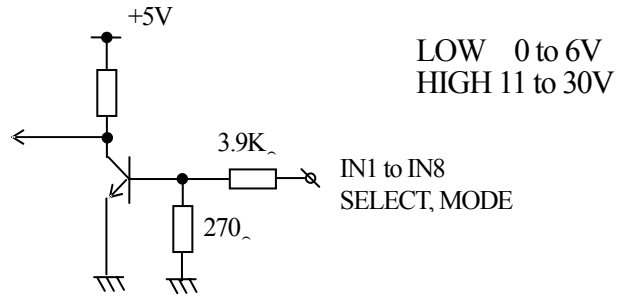 +5V
LOW 0 to 6V
HIGH 11 to 30V
3.9K
IN1 to IN8
SELECT, MODE
270